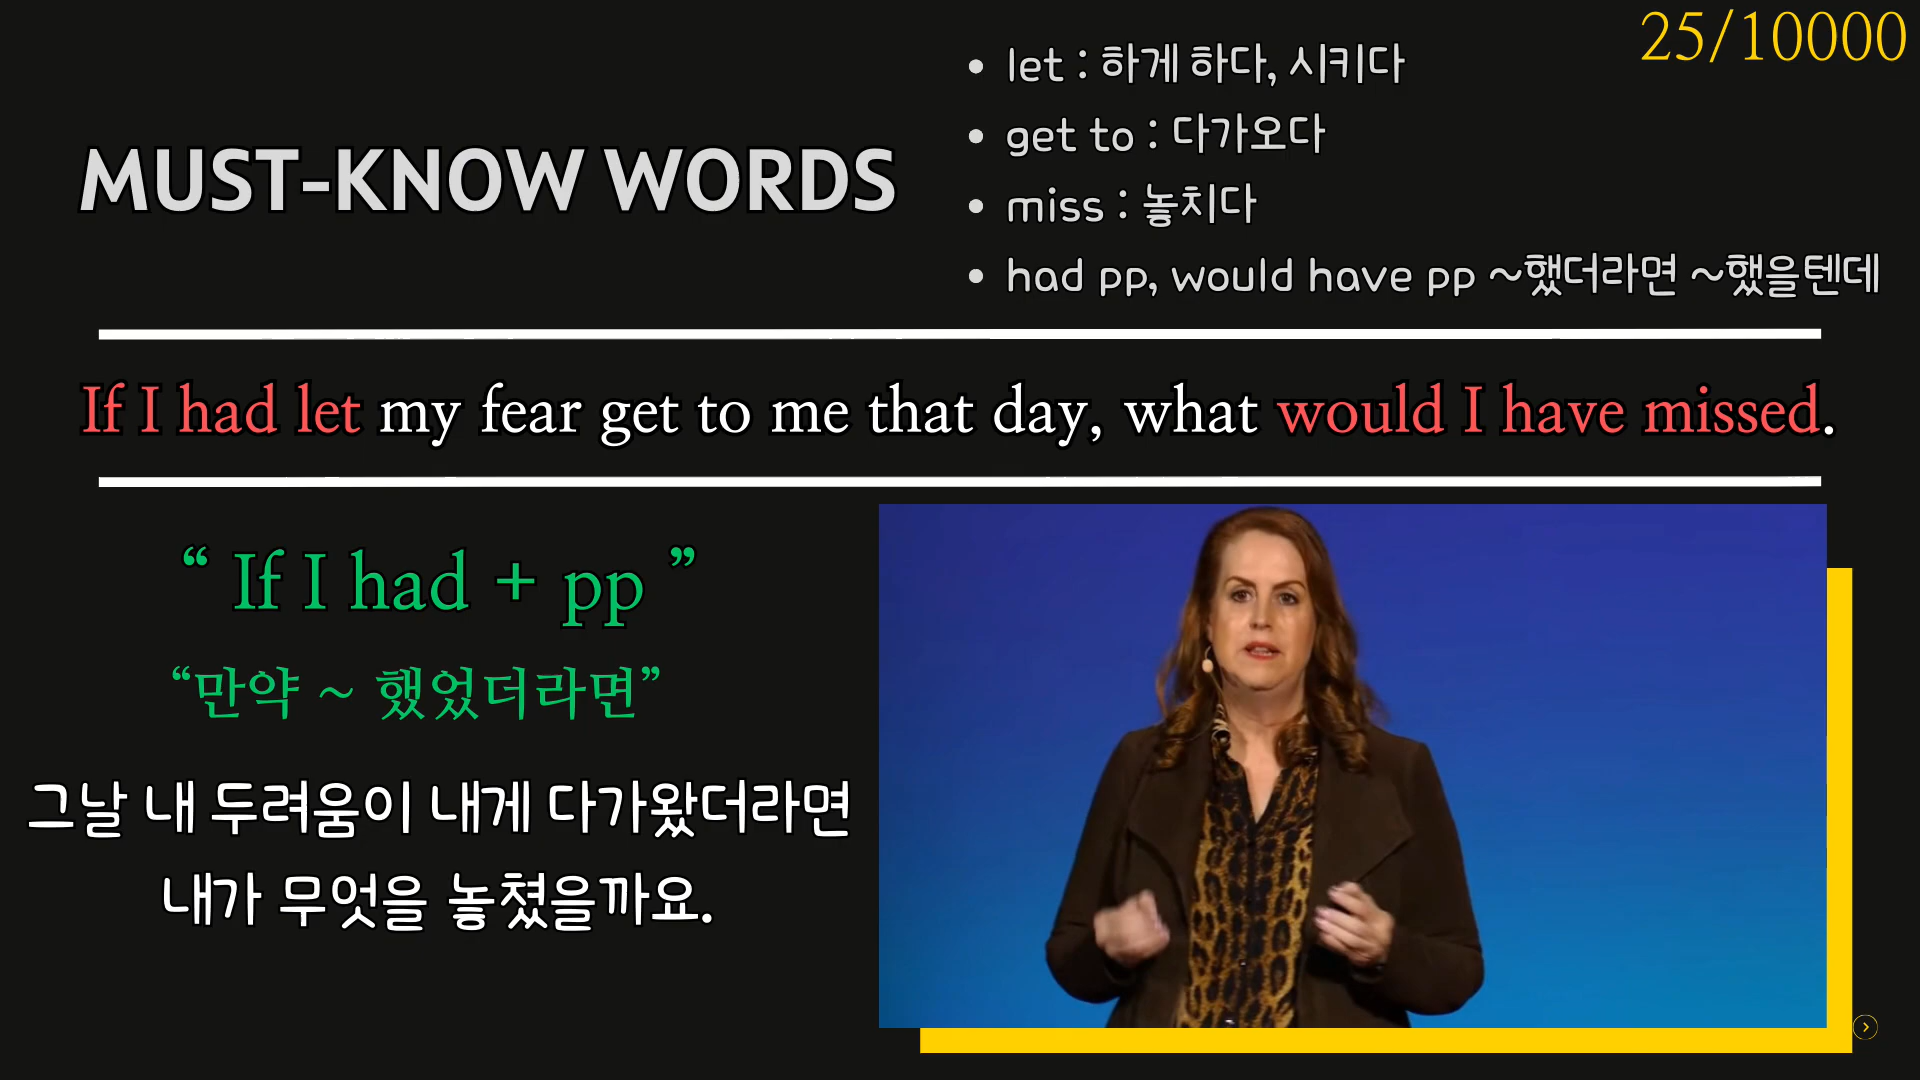 25/10000
MUST-KNOW WORDS
let : 하게 하다, 시키다
get to : 다가오다
miss : 놓치다
had pp, would have pp ~했더라면 ~했을텐데
If I had let my fear get to me that day, what would I have missed.
“ If I had + pp ”
“만약 ~ 했었더라면”
그날 내 두려움이 내게 다가왔더라면
내가 무엇을 놓쳤을까요.